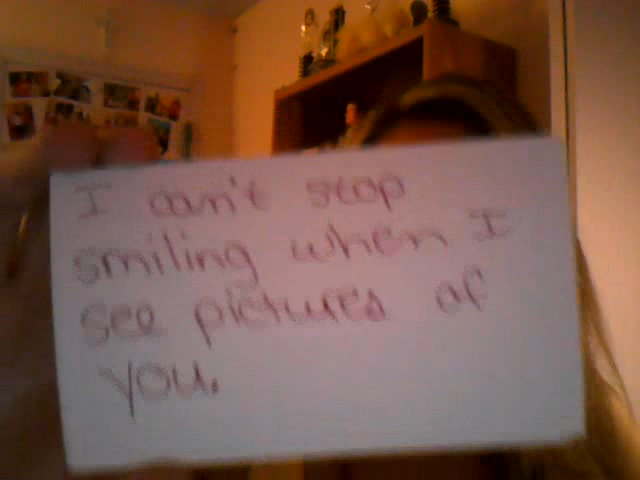 I can't stop
smiling when I
see pictures of
you.